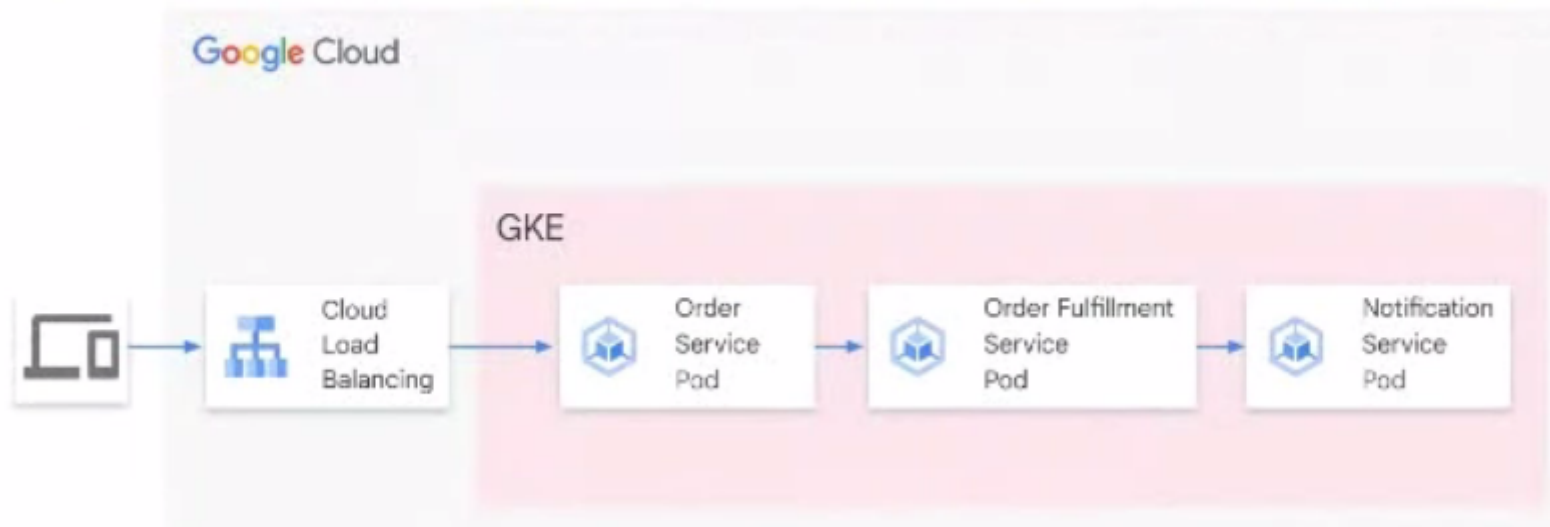 Google Cloud
GKE
Cloud
Load
Balancing
Order
Service
Pod
Order Fulfillment
Service
Pod
Notification
Service
Pod